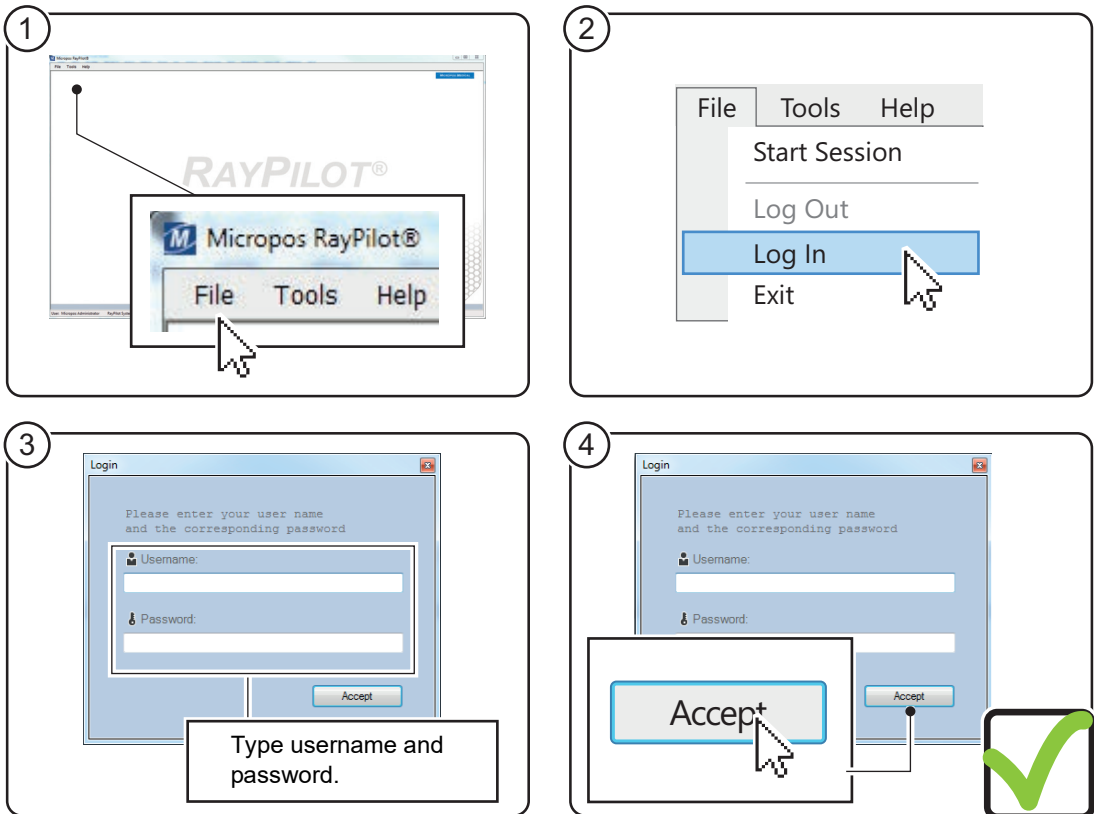 1
Micropos RayPilot®
File Tools Help
RAYPILOT®
Micropos RayPilot®
File Tools Help
2
File Tools Help
Start Session
Log Out
Log In
Exit
3
Login
Please enter your user name
and the corresponding password
Username:
Password:
Accept
Type username and
password.
4
Login
Please enter your user name
and the corresponding password
Username:
Password:
Accept
Accept